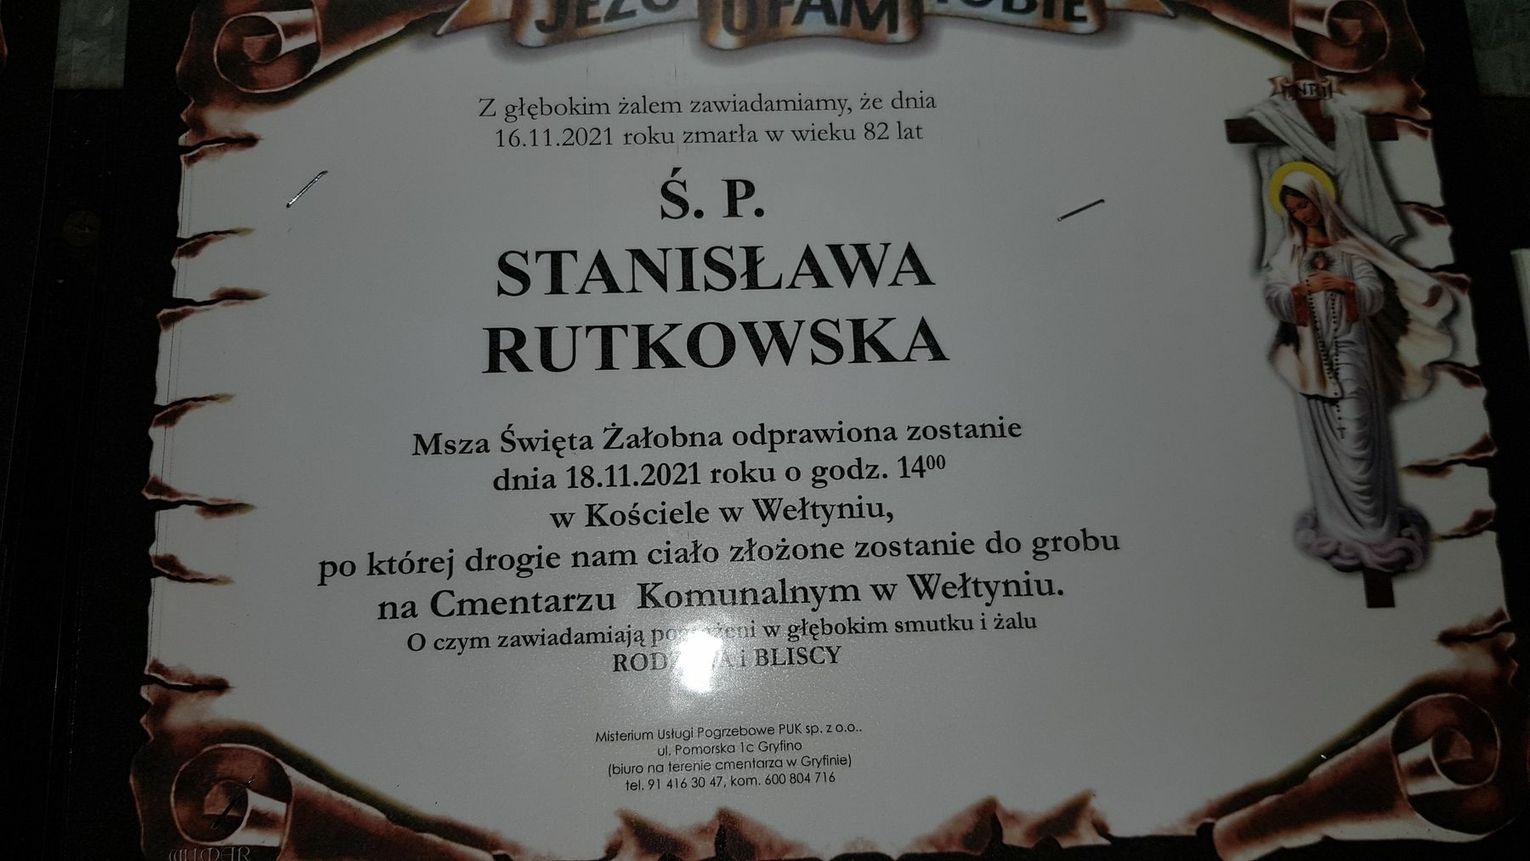 JEZU UFAM TOBIE
INRI
Z głębokim żalem zawiadamiamy, że dnia
16.11.2021 roku zmarła w wieku 82 lat
Ś. P.
STANISŁAWA
RUTKOWSKA
Msza Święta Żałobna odprawiona zostanie
dnia 18.11.2021 roku o godz. 14⁰⁰
w Kościele w Wełtyniu,
po której drogie nam ciało złożone zostanie do grobu
na Cmentarzu Komunalnym w Wełtyniu.
O czym zawiadamiają pogrążeni w głębokim smutku i żalu
RODZINA i BLISCY
Misterium Usługi Pogrzebowe PUK sp. z o.o..
ul. Pomorska 1c Gryfino
(biuro na terenie cmentarza w Gryfinie)
tel. 91 416 30 47, kom. 600 804 716